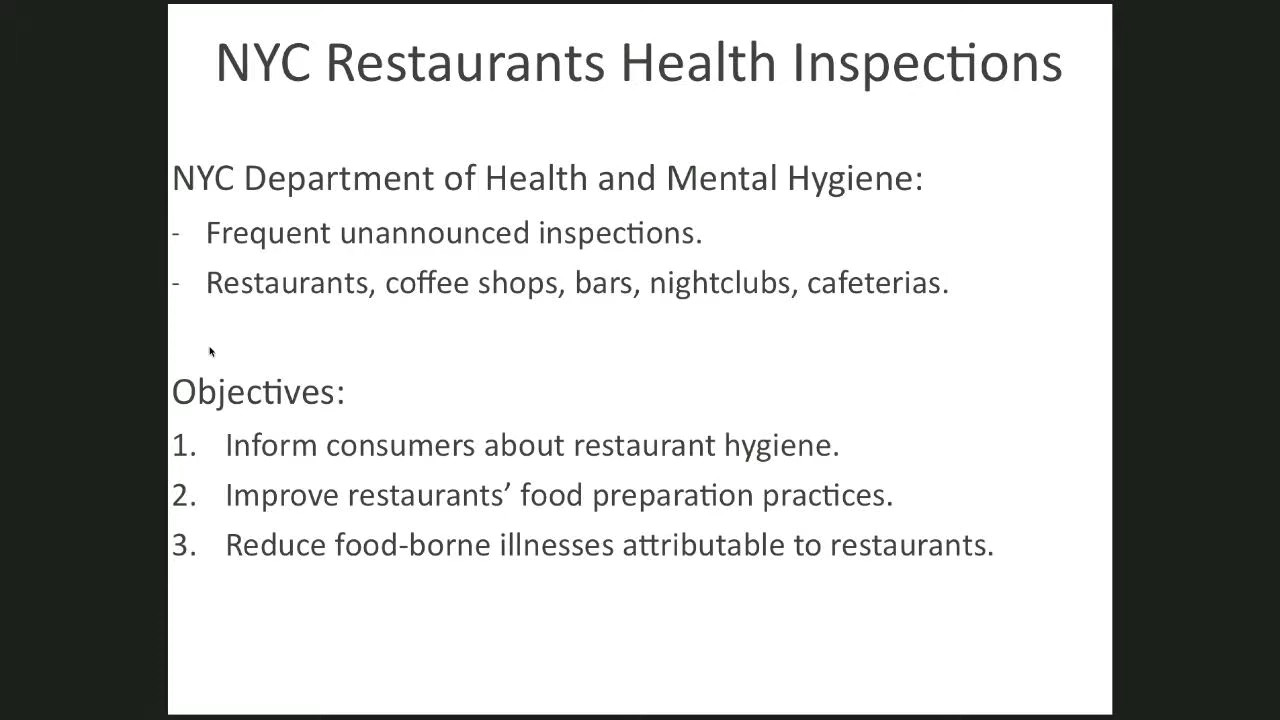 NYC Restaurants Health Inspections
NYC Department of Health and Mental Hygiene:
- Frequent unannounced inspections.
- Restaurants, coffee shops, bars, nightclubs, cafeterias.
Objectives:
1. Inform consumers about restaurant hygiene.
2. Improve restaurants’ food preparation practices.
3. Reduce food-borne illnesses attributable to restaurants.